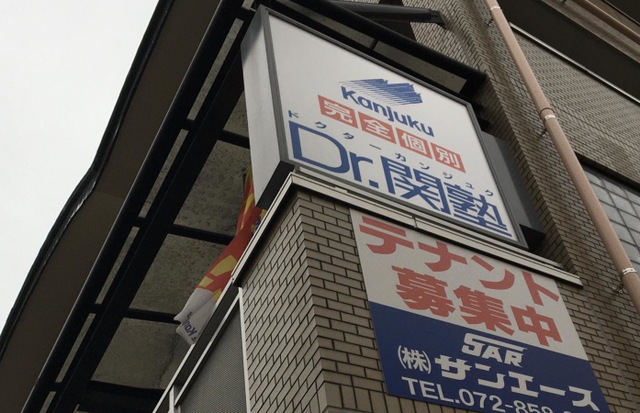 Kanjuku
完全個別
ドクターカンジュク
Dr.関塾
テナント
募集中
SAR
(株)サンエース
TEL.072-85